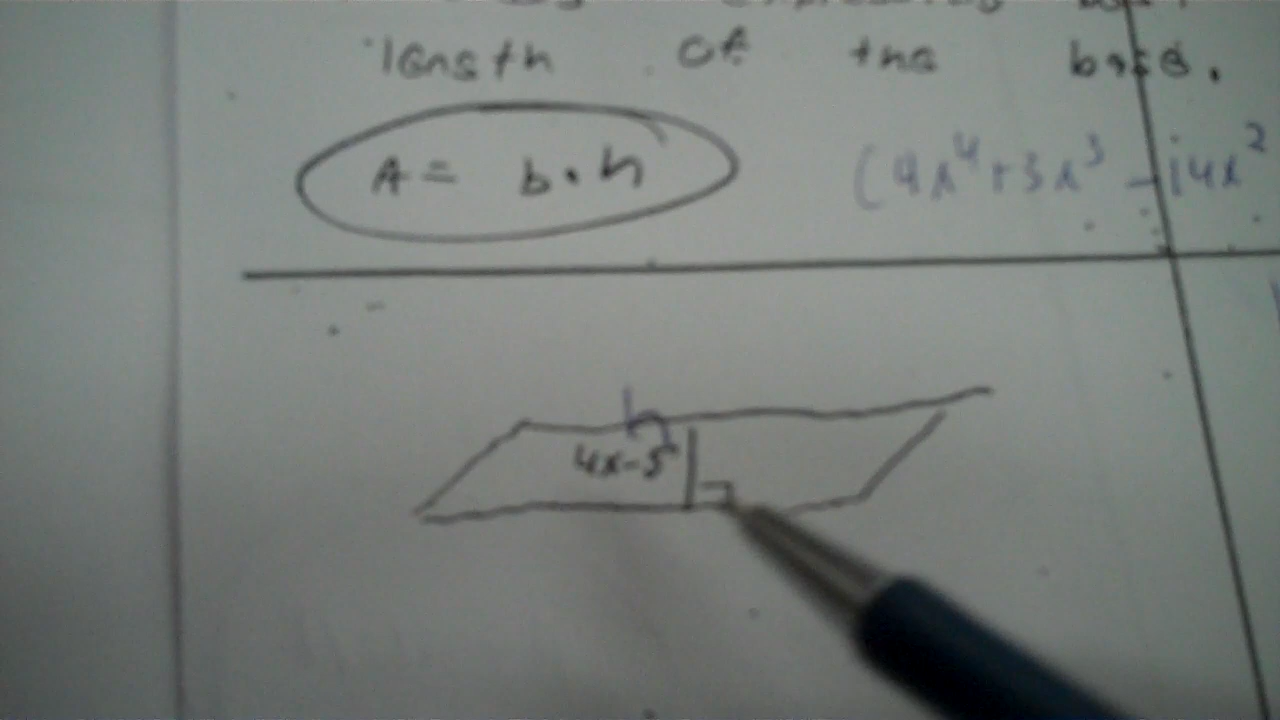 length of the base.
A = b·h (4x⁴+3x³-14x²
h
4x-5